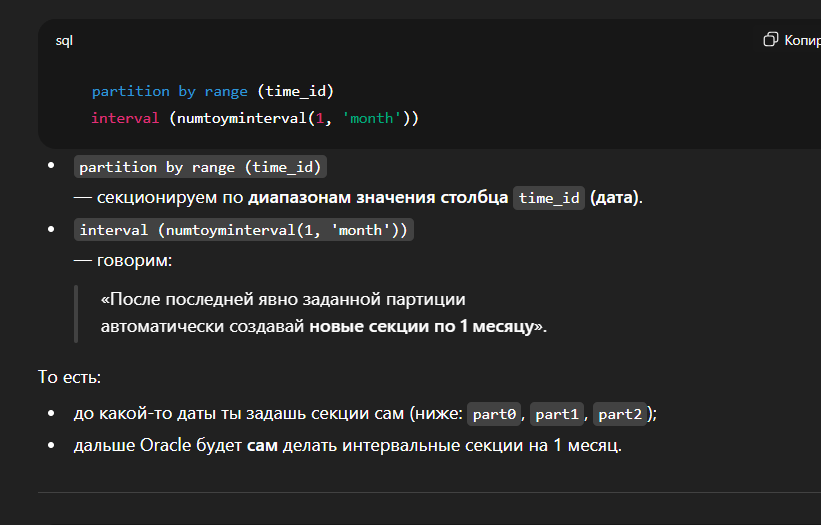 sql
Копир
partition by range (time_id)
interval (numtoyminterval(1, 'month'))
• partition by range (time_id)
— секционируем по диапазонам значения столбца time_id (дата).
• interval (numtoyminterval(1, 'month'))
— говорим:
«После последней явно заданной партиции
автоматически создавай новые секции по 1 месяцу».
То есть:
• до какой-то даты ты задашь секции сам (ниже: part0, part1, part2);
• дальше Oracle будет сам делать интервальные секции на 1 месяц.